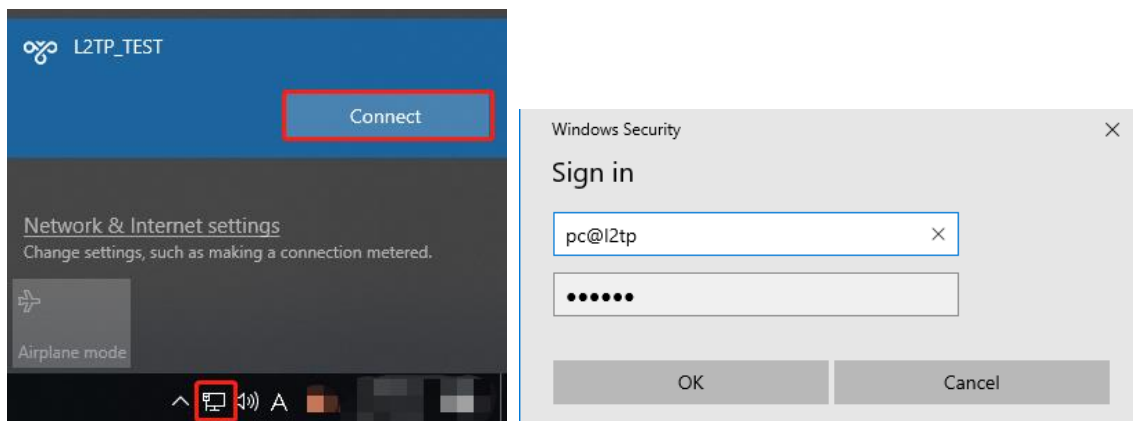 L2TP_TEST
Connect
Network & Internet settings
Change settings, such as making a connection metered.
Airplane mode
A
Windows Security
Sign in
pc@l2tp
••••••
OK
Cancel